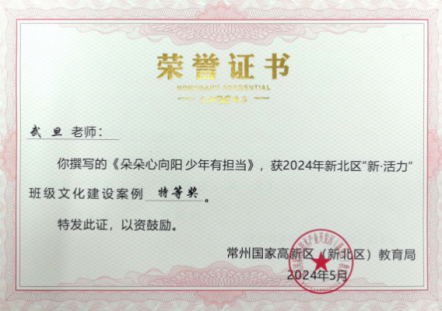 荣誉证书
武旦 老师：
你撰写的《朵朵心向阳 少年有担当》，获2024年新北区“新·活力”
班级文化建设案例 特等奖 。
特发此证，以资鼓励。
常州国家高新区（新北区）教育局
2024年5月